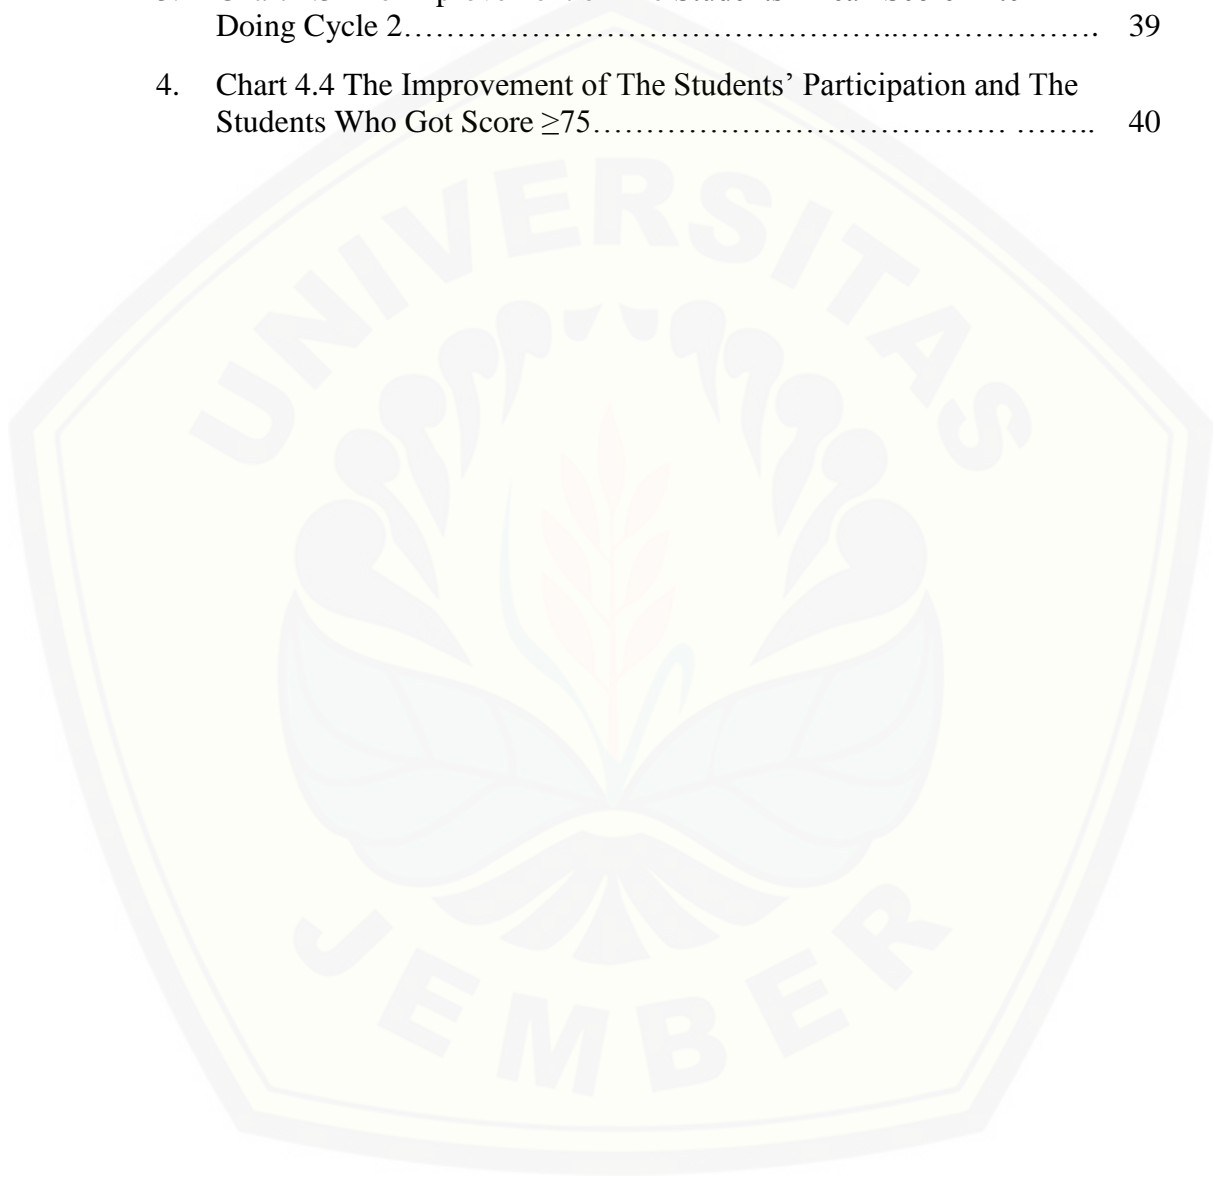 Doing Cycle 2……………………………………………..………………. 39
4. Chart 4.4 The Improvement of The Students’ Participation and The
Students Who Got Score ≥75………………………………… …….. 40
UNIVERSITAS
JEMBER